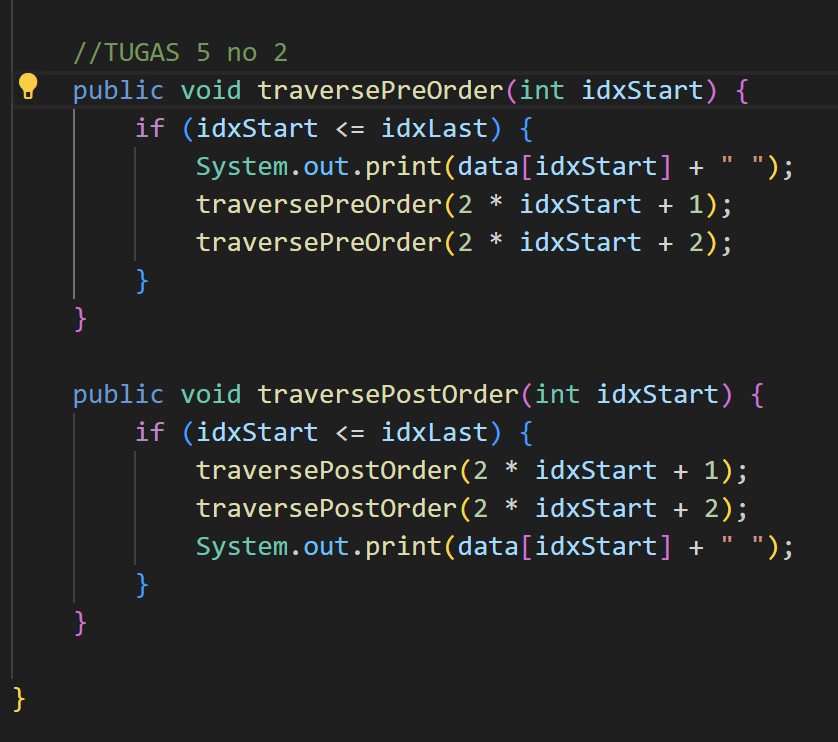 //TUGAS 5 no 2
public void traversePreOrder(int idxStart) {
if (idxStart <= idxLast) {
System.out.print(data[idxStart] + " ");
traversePreOrder(2 * idxStart + 1);
traversePreOrder(2 * idxStart + 2);
}
}
public void traversePostOrder(int idxStart) {
if (idxStart <= idxLast) {
traversePostOrder(2 * idxStart + 1);
traversePostOrder(2 * idxStart + 2);
System.out.print(data[idxStart] + " ");
}
}
}